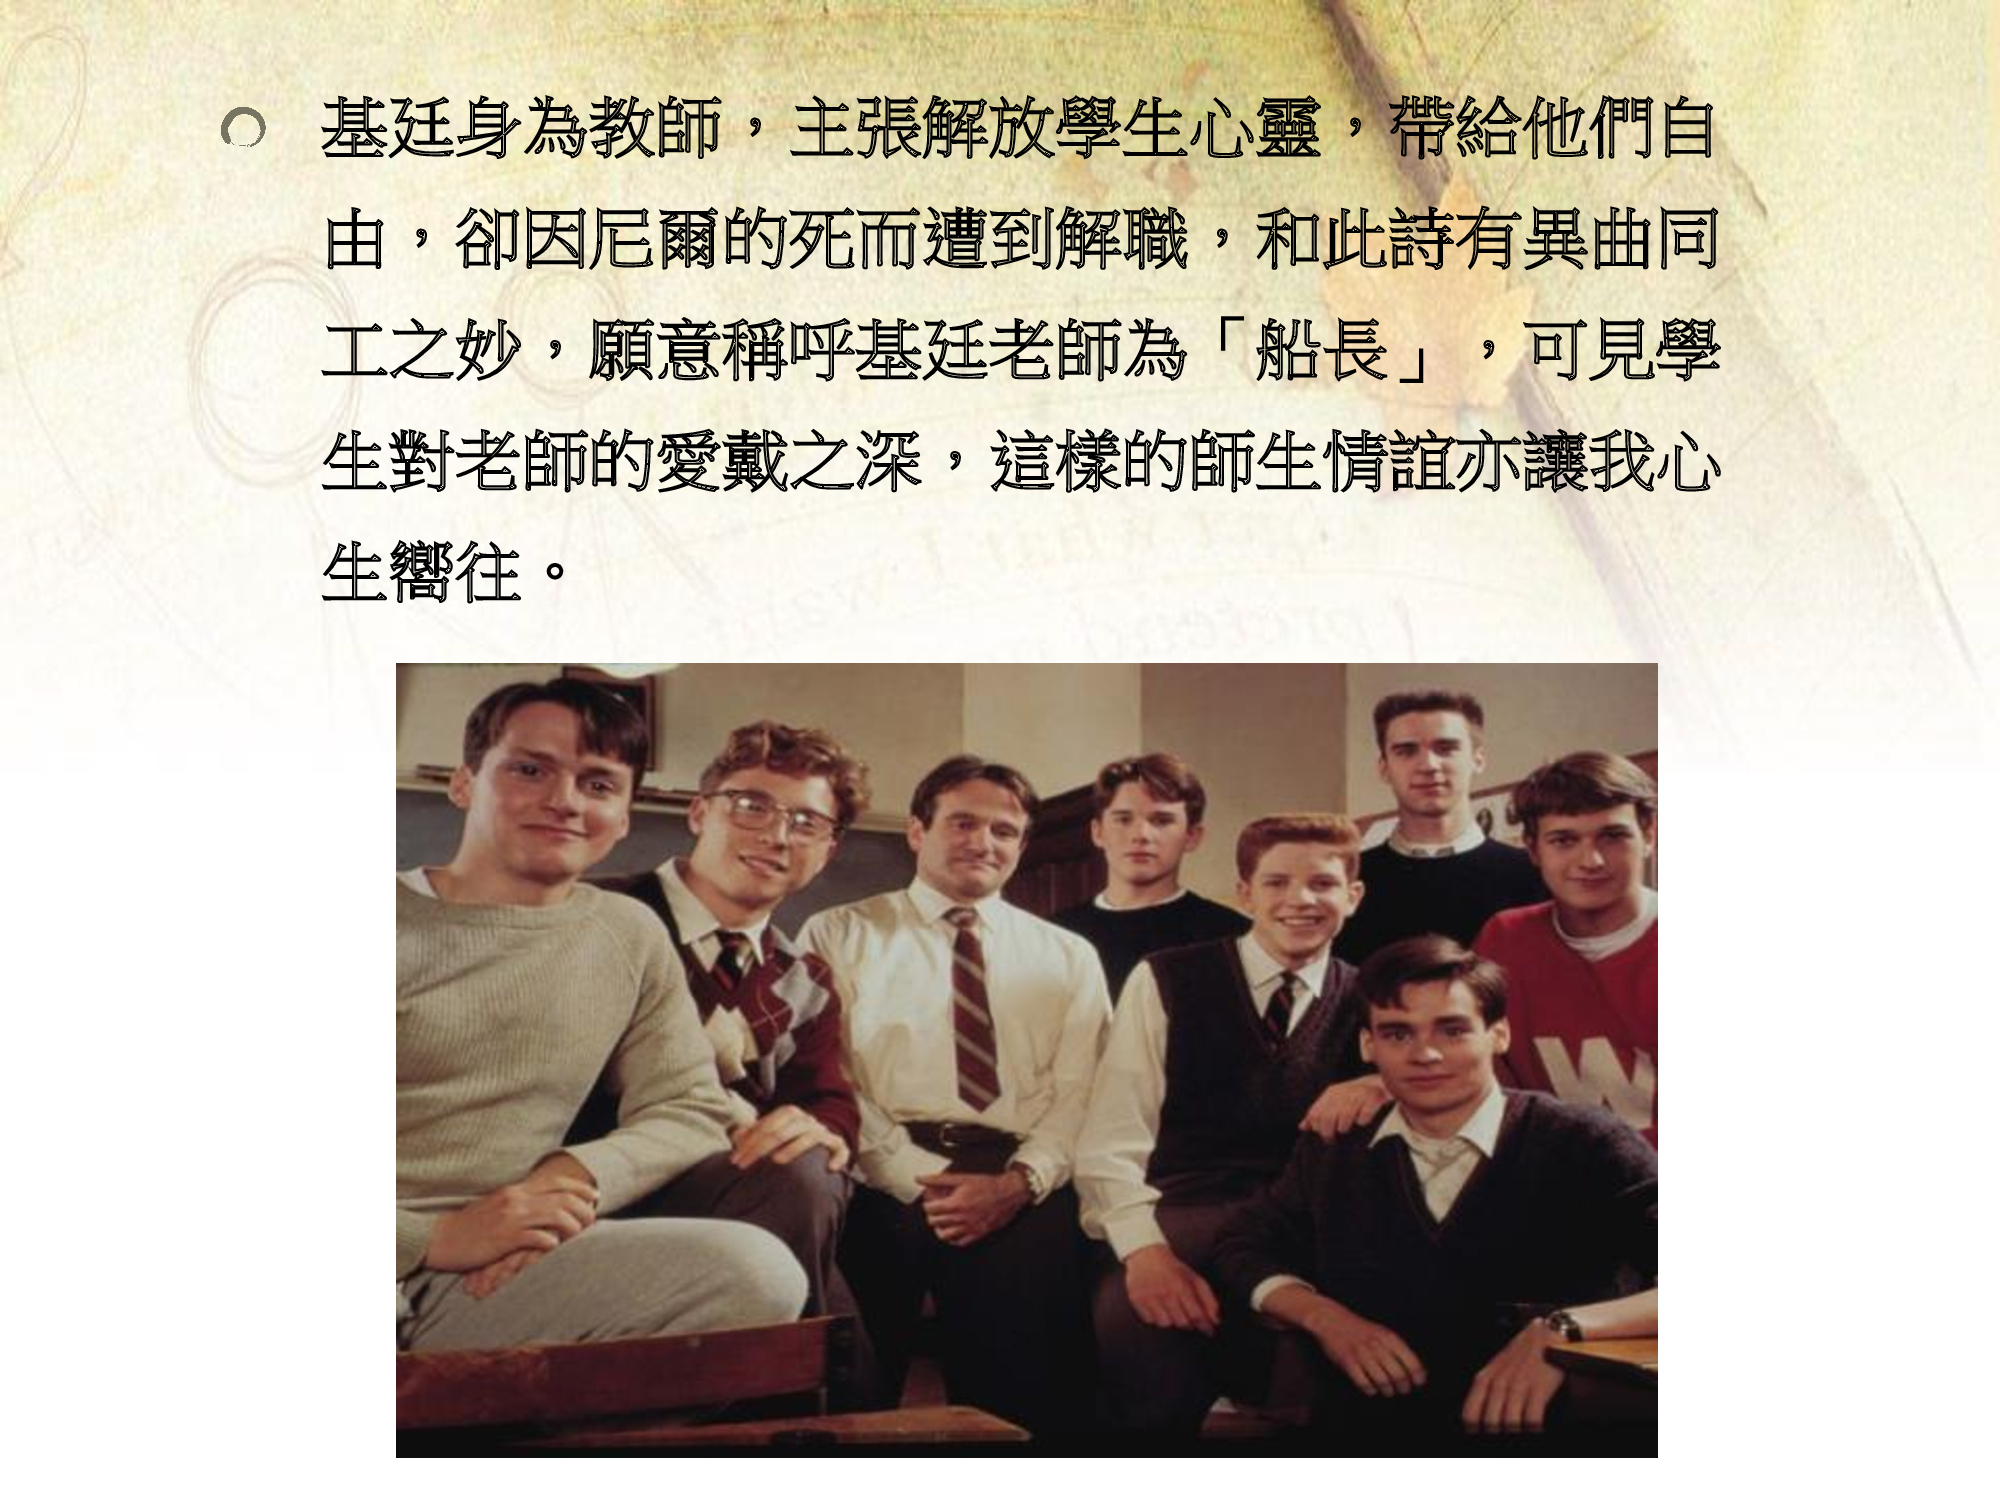 基廷身為教師，主張解放學生心靈，帶給他們自
由，卻因尼爾的死而遭到解職，和此詩有異曲同
工之妙，願意稱呼基廷老師為「船長」，可見學
生對老師的愛戴之深，這樣的師生情誼亦讓我心
生嚮往。
W